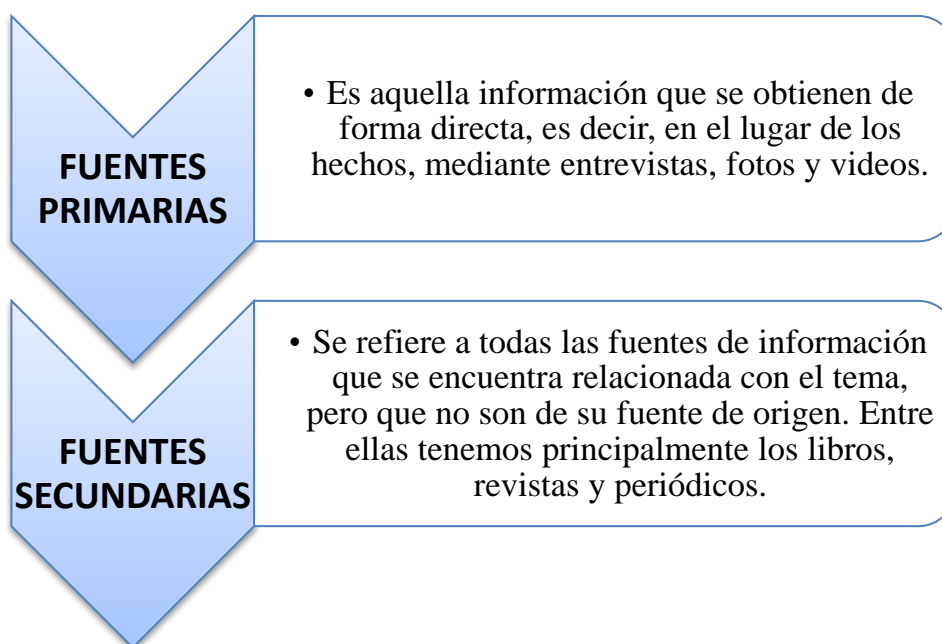 FUENTES
PRIMARIAS
• Es aquella información que se obtienen de
forma directa, es decir, en el lugar de los
hechos, mediante entrevistas, fotos y videos.
FUENTES
SECUNDARIAS
• Se refiere a todas las fuentes de información
que se encuentra relacionada con el tema,
pero que no son de su fuente de origen. Entre
ellas tenemos principalmente los libros,
revistas y periódicos.